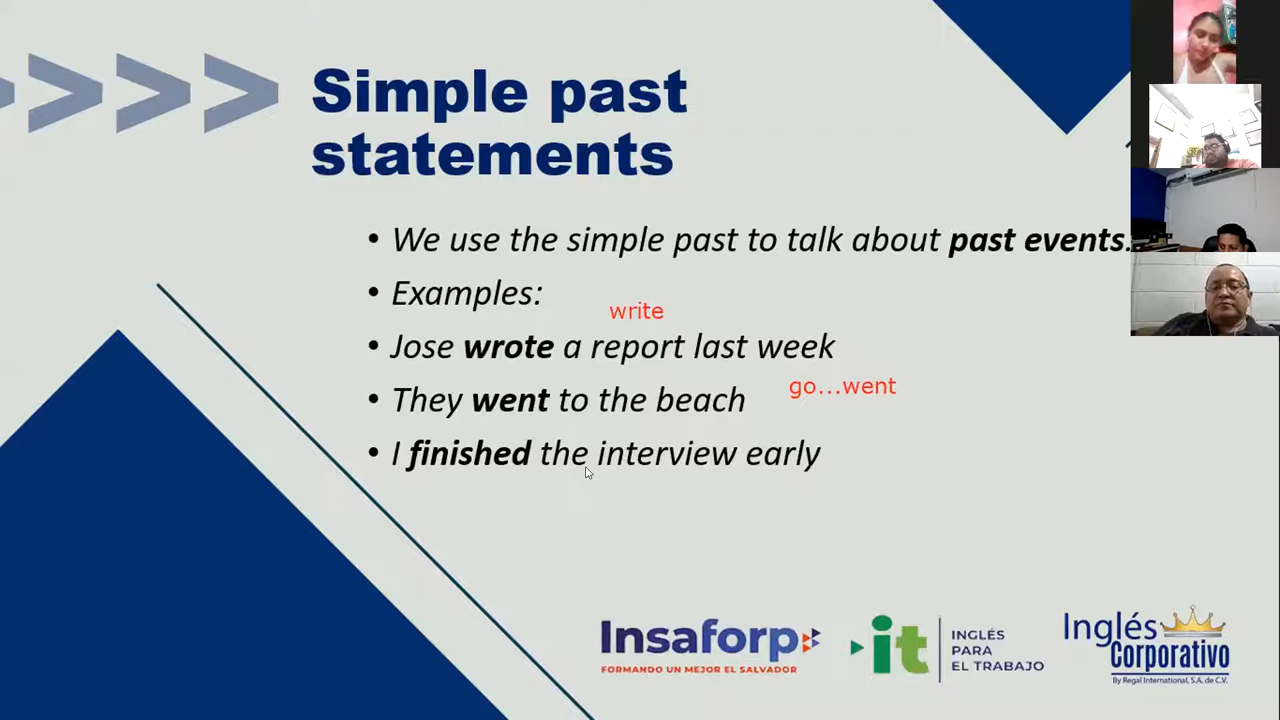 Simple past
statements
• We use the simple past to talk about past events.
• Examples:
write
• Jose wrote a report last week
go...went
• They went to the beach
• I finished the interview early
Insaforp
FORMANDO UN MEJOR EL SALVADOR
it
INGLÉS
PARA
EL TRABAJO
Inglés
Corporativo
By Regal International, S.A. de C.V.